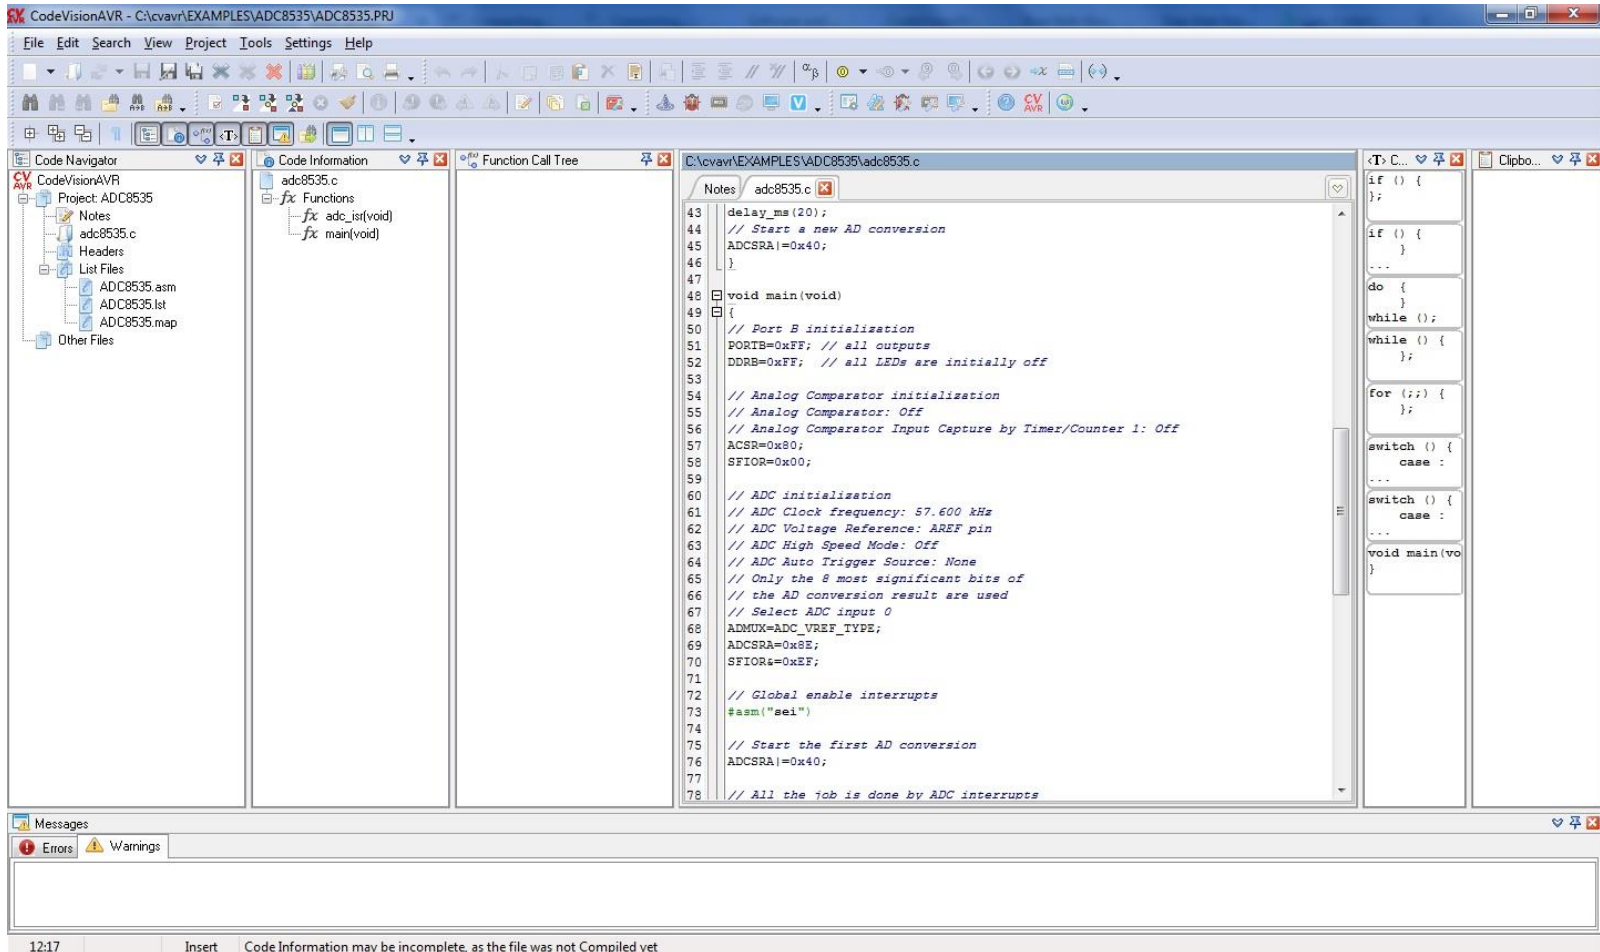 CodeVisionAVR - C:\cvavr\EXAMPLES\ADC8535\ADC8535.PRJ
File Edit Search View Project Tools Settings Help
Code Navigator
CodeVisionAVR
Project: ADC8535
Notes
adc8535.c
Headers
List Files
ADC8535.asm
ADC8535.lst
ADC8535.map
Other Files
Code Information
adc8535.c
Functions
adc_isr(void)
main(void)
Function Call Tree
C:\cvavr\EXAMPLES\ADC8535\adc8535.c
Notes adc8535.c
43 delay_ms(20);
44 // Start a new AD conversion
45 ADCSRA|=0x40;
46 }
47
48 void main(void)
49 {
50 // Port B initialization
51 PORTB=0xFF; // all outputs
52 DDRB=0xFF; // all LEDs are initially off
53
54 // Analog Comparator initialization
55 // Analog Comparator: Off
56 // Analog Comparator Input Capture by Timer/Counter 1: Off
57 ACSR=0x80;
58 SFIOR=0x00;
59
60 // ADC initialization
61 // ADC Clock frequency: 57.600 kHz
62 // ADC Voltage Reference: AREF pin
63 // ADC High Speed Mode: Off
64 // ADC Auto Trigger Source: None
65 // Only the 8 most significant bits of
66 // the AD conversion result are used
67 // Select ADC input 0
68 ADMUX=ADC_VREF_TYPE;
69 ADCSRA=0x8E;
70 SFIOR&=0xEF;
71
72 // Global enable interrupts
73 #asm("sei")
74
75 // Start the first AD conversion
76 ADCSRA|=0x40;
77
78 // All the job is done by ADC interrupts
<T> C...
if () {
};
if () {
}
...
do {
}
while ();
while () {
};
for (;;) {
};
switch () {
case :
...
switch () {
case :
...
void main(vo
}
Clipbo...
Messages
Errors Warnings
12:17 Insert Code Information may be incomplete, as the file was not Compiled yet